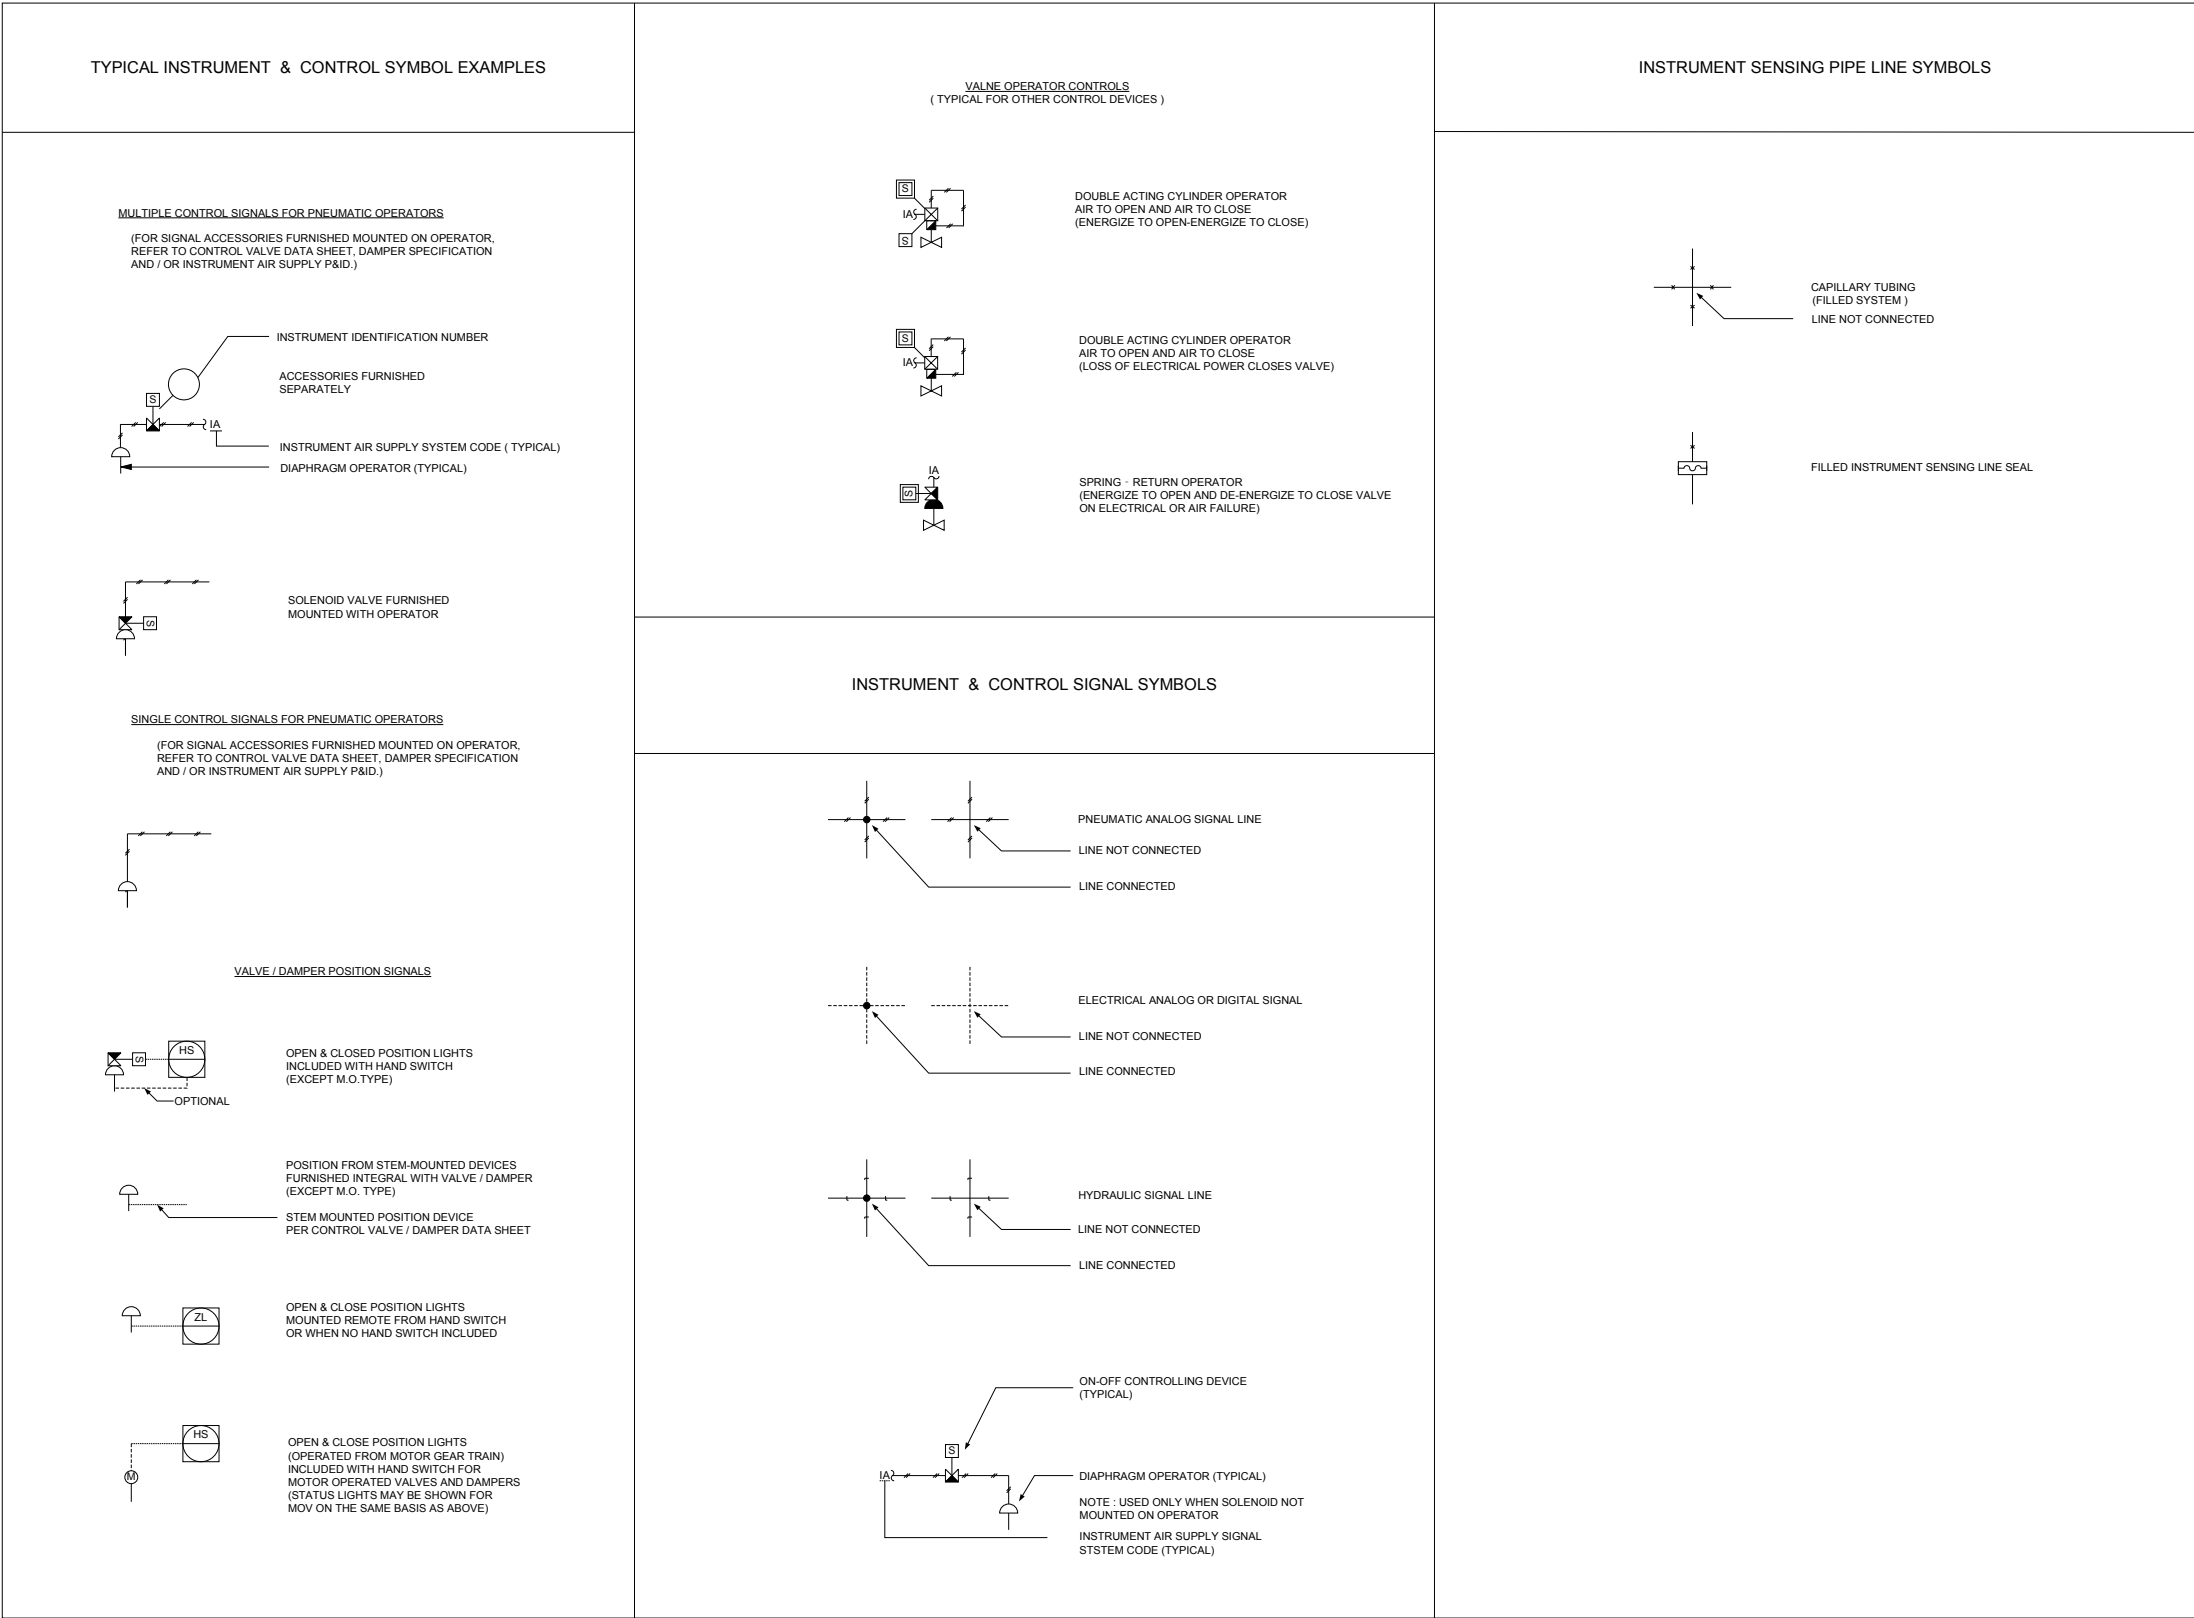 TYPICAL INSTRUMENT & CONTROL SYMBOL EXAMPLES
MULTIPLE CONTROL SIGNALS FOR PNEUMATIC OPERATORS
(FOR SIGNAL ACCESSORIES FURNISHED MOUNTED ON OPERATOR,
REFER TO CONTROL VALVE DATA SHEET, DAMPER SPECIFICATION
AND / OR INSTRUMENT AIR SUPPLY P&ID.)
INSTRUMENT IDENTIFICATION NUMBER
ACCESSORIES FURNISHED
SEPARATELY
S
IA
INSTRUMENT AIR SUPPLY SYSTEM CODE ( TYPICAL)
DIAPHRAGM OPERATOR (TYPICAL)
SOLENOID VALVE FURNISHED
MOUNTED WITH OPERATOR
S
SINGLE CONTROL SIGNALS FOR PNEUMATIC OPERATORS
(FOR SIGNAL ACCESSORIES FURNISHED MOUNTED ON OPERATOR,
REFER TO CONTROL VALVE DATA SHEET, DAMPER SPECIFICATION
AND / OR INSTRUMENT AIR SUPPLY P&ID.)
VALVE / DAMPER POSITION SIGNALS
S
HS
OPEN & CLOSED POSITION LIGHTS
INCLUDED WITH HAND SWITCH
(EXCEPT M.O.TYPE)
OPTIONAL
POSITION FROM STEM-MOUNTED DEVICES
FURNISHED INTEGRAL WITH VALVE / DAMPER
(EXCEPT M.O. TYPE)
STEM MOUNTED POSITION DEVICE
PER CONTROL VALVE / DAMPER DATA SHEET
ZL
OPEN & CLOSE POSITION LIGHTS
MOUNTED REMOTE FROM HAND SWITCH
OR WHEN NO HAND SWITCH INCLUDED
HS
M
OPEN & CLOSE POSITION LIGHTS
(OPERATED FROM MOTOR GEAR TRAIN)
INCLUDED WITH HAND SWITCH FOR
MOTOR OPERATED VALVES AND DAMPERS
(STATUS LIGHTS MAY BE SHOWN FOR
MOV ON THE SAME BASIS AS ABOVE)
VALNE OPERATOR CONTROLS
( TYPICAL FOR OTHER CONTROL DEVICES )
S
IA
S
DOUBLE ACTING CYLINDER OPERATOR
AIR TO OPEN AND AIR TO CLOSE
(ENERGIZE TO OPEN-ENERGIZE TO CLOSE)
S
IA
DOUBLE ACTING CYLINDER OPERATOR
AIR TO OPEN AND AIR TO CLOSE
(LOSS OF ELECTRICAL POWER CLOSES VALVE)
IA
S
SPRING - RETURN OPERATOR
(ENERGIZE TO OPEN AND DE-ENERGIZE TO CLOSE VALVE
ON ELECTRICAL OR AIR FAILURE)
INSTRUMENT & CONTROL SIGNAL SYMBOLS
PNEUMATIC ANALOG SIGNAL LINE
LINE NOT CONNECTED
LINE CONNECTED
ELECTRICAL ANALOG OR DIGITAL SIGNAL
LINE NOT CONNECTED
LINE CONNECTED
HYDRAULIC SIGNAL LINE
LINE NOT CONNECTED
LINE CONNECTED
ON-OFF CONTROLLING DEVICE
(TYPICAL)
S
IA
DIAPHRAGM OPERATOR (TYPICAL)
NOTE : USED ONLY WHEN SOLENOID NOT
MOUNTED ON OPERATOR
INSTRUMENT AIR SUPPLY SIGNAL
STSTEM CODE (TYPICAL)
INSTRUMENT SENSING PIPE LINE SYMBOLS
CAPILLARY TUBING
(FILLED SYSTEM )
LINE NOT CONNECTED
FILLED INSTRUMENT SENSING LINE SEAL